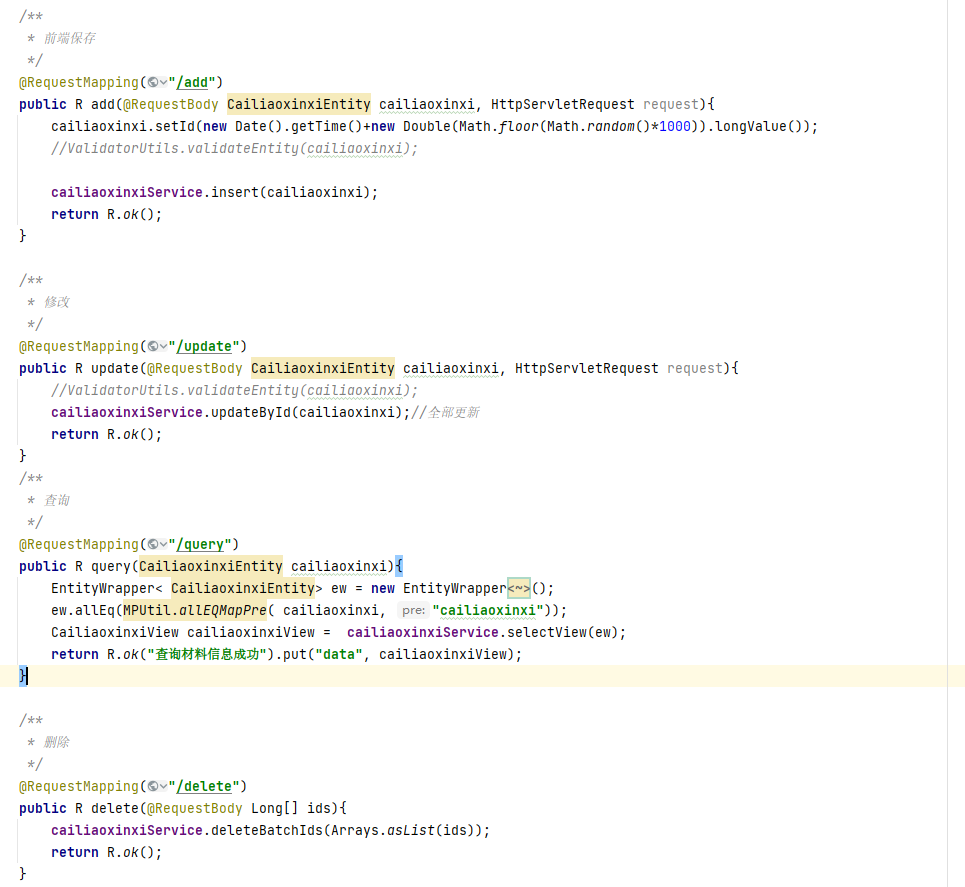 /**
 * 前端保存
 */
@RequestMapping("/add")
public R add(@RequestBody CailiaoxinxiEntity cailiaoxinxi, HttpServletRequest request){
    cailiaoxinxi.setId(new Date().getTime()+new Double(Math.floor(Math.random()*1000)).longValue());
    //ValidatorUtils.validateEntity(cailiaoxinxi);

    cailiaoxinxiService.insert(cailiaoxinxi);
    return R.ok();
}

/**
 * 修改
 */
@RequestMapping("/update")
public R update(@RequestBody CailiaoxinxiEntity cailiaoxinxi, HttpServletRequest request){
    //ValidatorUtils.validateEntity(cailiaoxinxi);
    cailiaoxinxiService.updateById(cailiaoxinxi);//全部更新
    return R.ok();
}
/**
 * 查询
 */
@RequestMapping("/query")
public R query(CailiaoxinxiEntity cailiaoxinxi){
    EntityWrapper< CailiaoxinxiEntity> ew = new EntityWrapper<~>();
    ew.allEq(MPUtil.allEQMapPre( cailiaoxinxi, pre: "cailiaoxinxi"));
    CailiaoxinxiView cailiaoxinxiView =  cailiaoxinxiService.selectView(ew);
    return R.ok("查询材料信息成功").put("data", cailiaoxinxiView);
}

/**
 * 删除
 */
@RequestMapping("/delete")
public R delete(@RequestBody Long[] ids){
    cailiaoxinxiService.deleteBatchIds(Arrays.asList(ids));
    return R.ok();
}